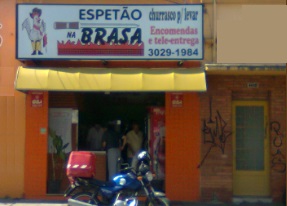 ESPETÃO
NA BRASA
churrasco p/ levar
Encomendas
e tele-entrega
3029-1984